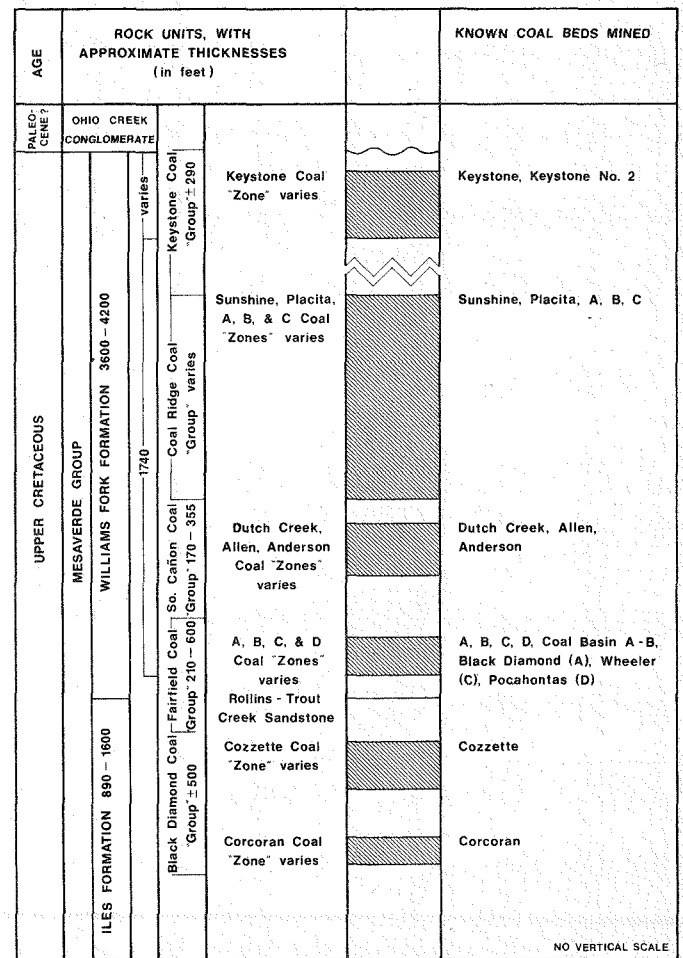 AGE
ROCK UNITS, WITH
APPROXIMATE THICKNESSES
(in feet)
KNOWN COAL BEDS MINED
PALEO-
CENE?
OHIO CREEK
CONGLOMERATE
UPPER CRETACEOUS
MESAVERDE GROUP
WILLIAMS FORK FORMATION 3600 – 4200
ILES FORMATION 890 – 1600
varies
1740
Keystone Coal
"Group" ± 290
Coal Ridge Coal
"Group" varies
So. Cañon Coal
"Group" 170 – 355
Fairfield Coal
"Group" 210 – 600
Black Diamond Coal
"Group" ± 500
Keystone Coal
"Zone" varies
Keystone, Keystone No. 2
Sunshine, Placita,
A, B, & C Coal
"Zones" varies
Sunshine, Placita, A, B, C
Dutch Creek,
Allen, Anderson
Coal "Zones"
varies
Dutch Creek, Allen,
Anderson
A, B, C, & D
Coal "Zones"
varies
A, B, C, D, Coal Basin A-B,
Black Diamond (A), Wheeler
(C), Pocahontas (D)
Rollins - Trout
Creek Sandstone
Cozzette Coal
"Zone" varies
Cozzette
Corcoran Coal
"Zone" varies
Corcoran
NO VERTICAL SCALE